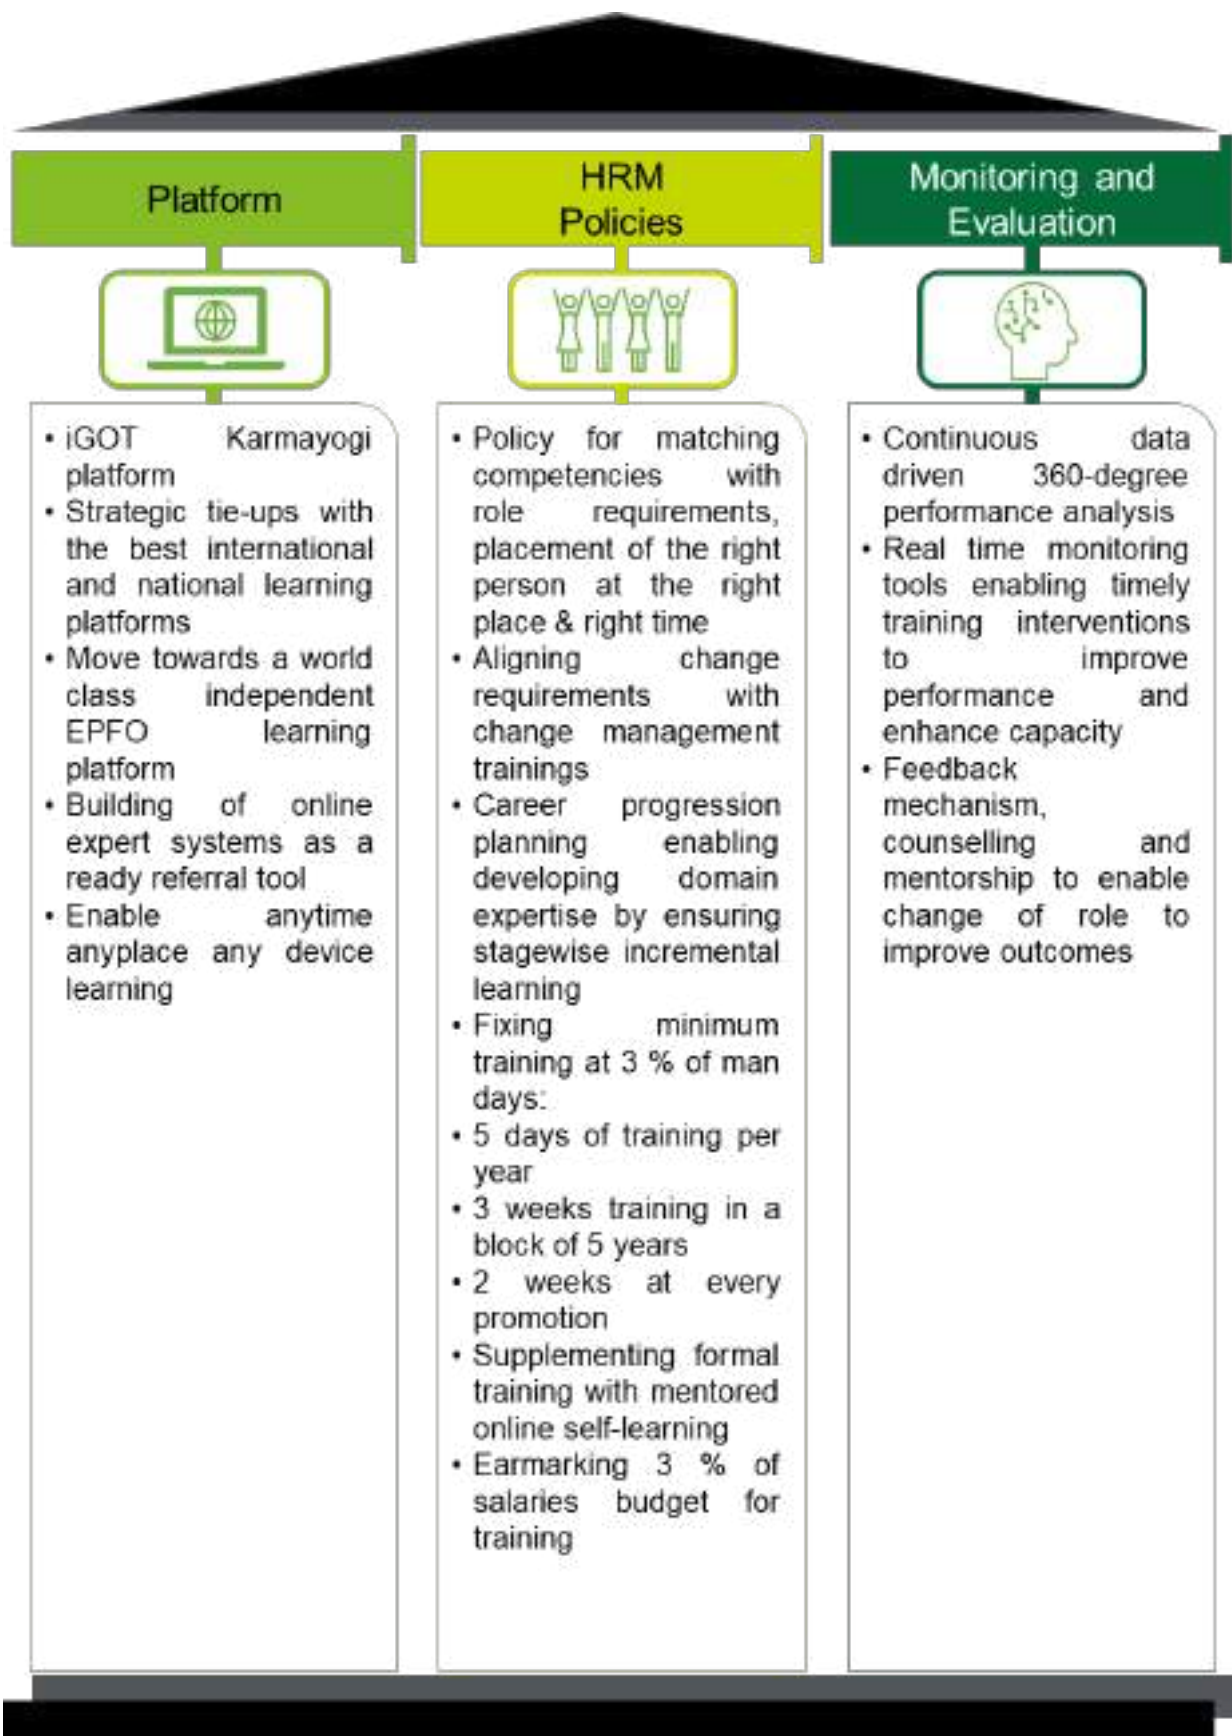 Platform
• iGOT Karmayogi
platform
• Strategic tie-ups with
the best international
and national learning
platforms
• Move towards a world
class independent
EPFO learning
platform
• Building of online
expert systems as a
ready referral tool
• Enable anytime
anyplace any device
learning
HRM
Policies
• Policy for matching
competencies with
role requirements,
placement of the right
person at the right
place & right time
• Aligning change
requirements with
change management
trainings
• Career progression
planning enabling
developing domain
expertise by ensuring
stagewise incremental
learning
• Fixing minimum
training at 3 % of man
days:
• 5 days of training per
year
• 3 weeks training in a
block of 5 years
• 2 weeks at every
promotion
• Supplementing formal
training with mentored
online self-learning
• Earmarking 3 % of
salaries budget for
training
Monitoring and
Evaluation
• Continuous data
driven 360-degree
performance analysis
• Real time monitoring
tools enabling timely
training interventions
to improve
performance and
enhance capacity
• Feedback
mechanism,
counselling and
mentorship to enable
change of role to
improve outcomes